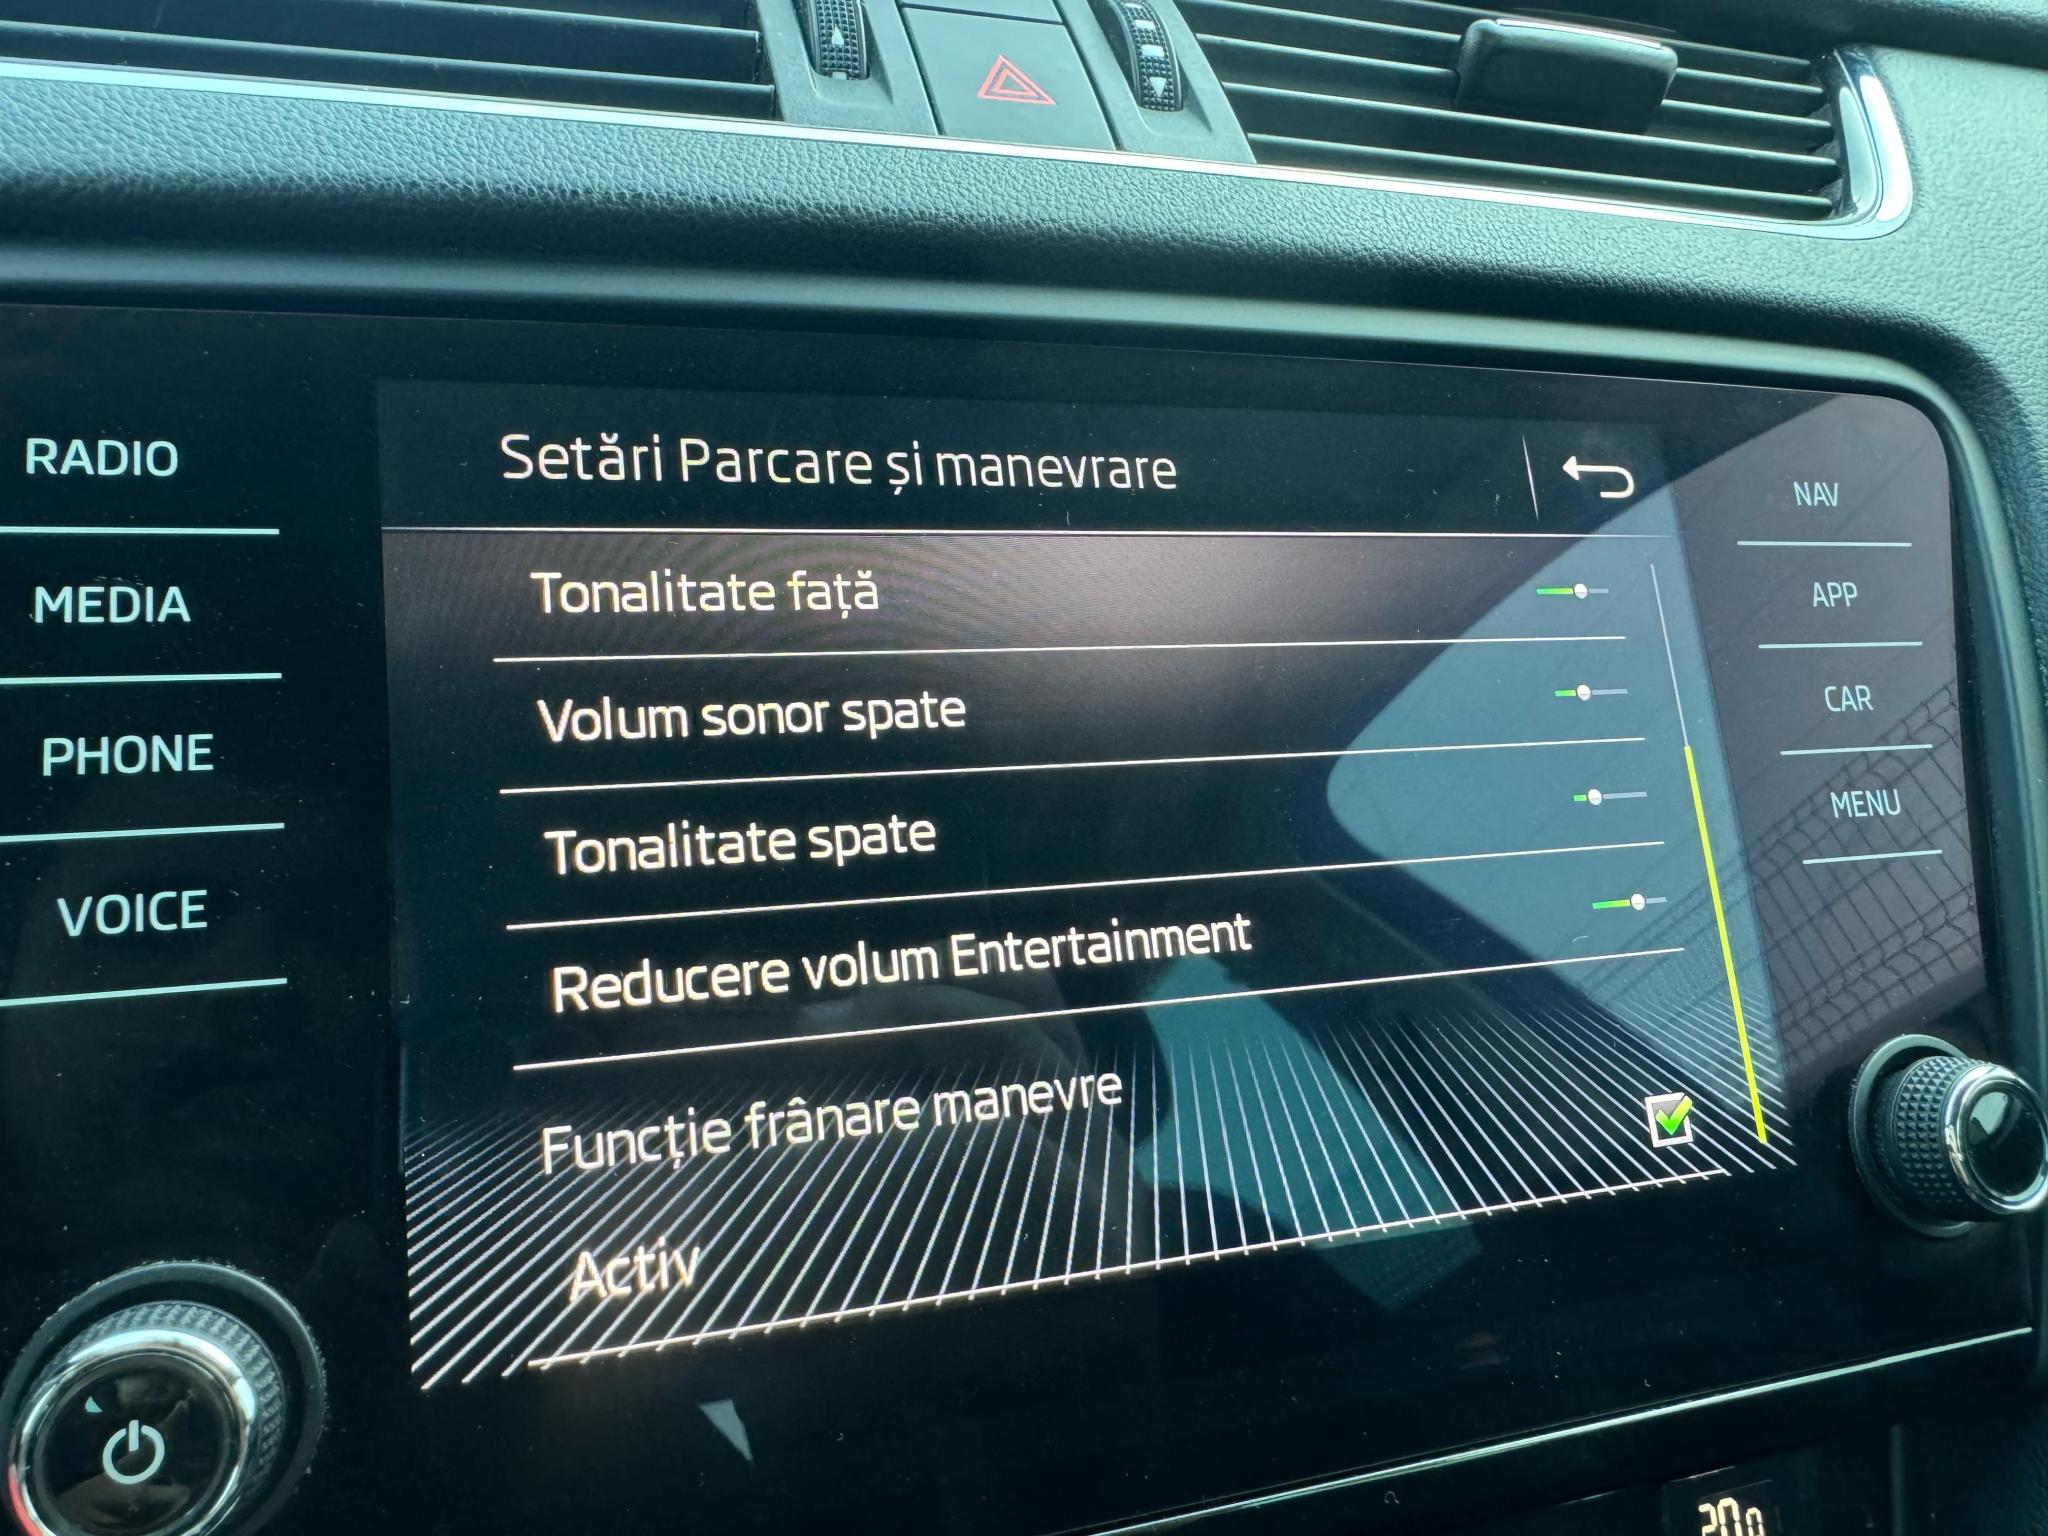 RADIO
MEDIA
PHONE
VOICE
Setări Parcare și manevrare
Tonalitate față
Volum sonor spate
Tonalitate spate
Reducere volum Entertainment
Funcție frânare manevre
Activ
NAV
APP
CAR
MENU